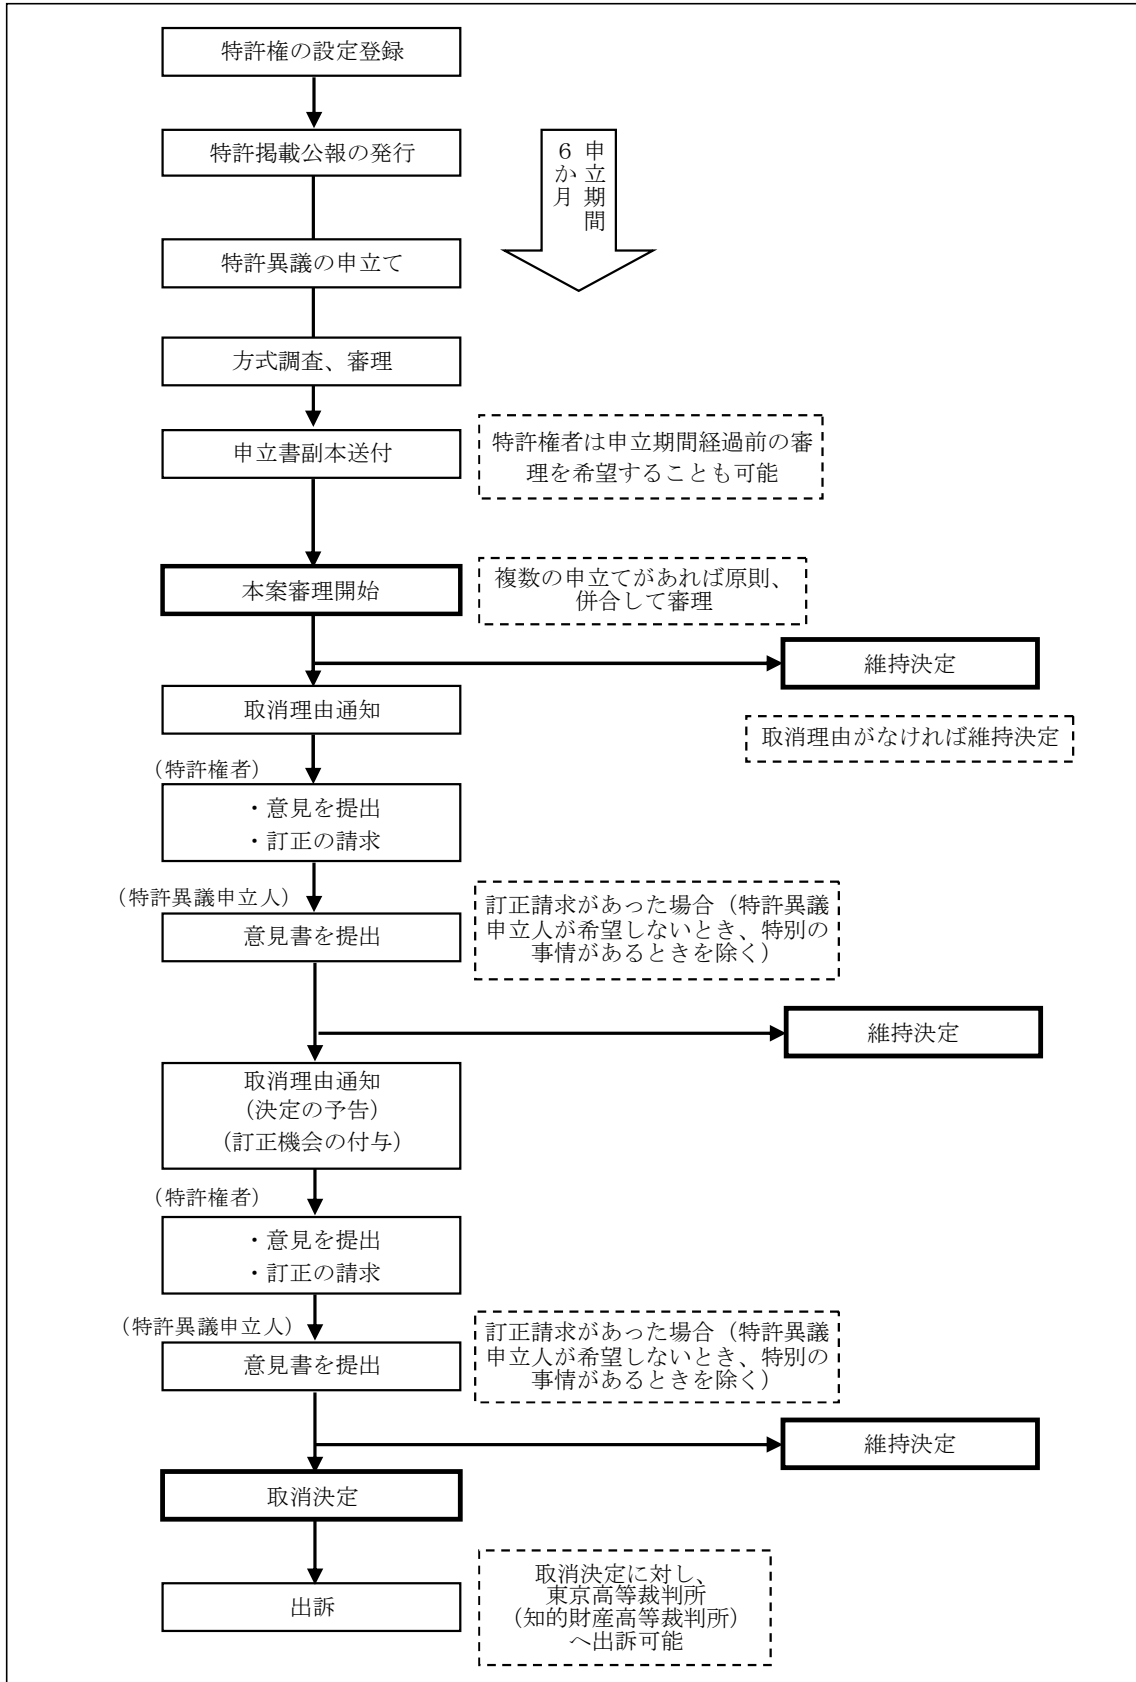 特許権の設定登録
特許掲載公報の発行
申立期間
６か月
特許異議の申立て
方式調査、審理
申立書副本送付
特許権者は申立期間経過前の審
理を希望することも可能
本案審理開始
複数の申立てがあれば原則、
併合して審理
維持決定
取消理由通知
取消理由がなければ維持決定
（特許権者）
・意見を提出
・訂正の請求
（特許異議申立人）
意見書を提出
訂正請求があった場合（特許異議
申立人が希望しないとき、特別の
事情があるときを除く）
維持決定
取消理由通知
（決定の予告）
（訂正機会の付与）
（特許権者）
・意見を提出
・訂正の請求
（特許異議申立人）
意見書を提出
訂正請求があった場合（特許異議
申立人が希望しないとき、特別の
事情があるときを除く）
維持決定
取消決定
出訴
取消決定に対し、
東京高等裁判所
（知的財産高等裁判所）
へ出訴可能